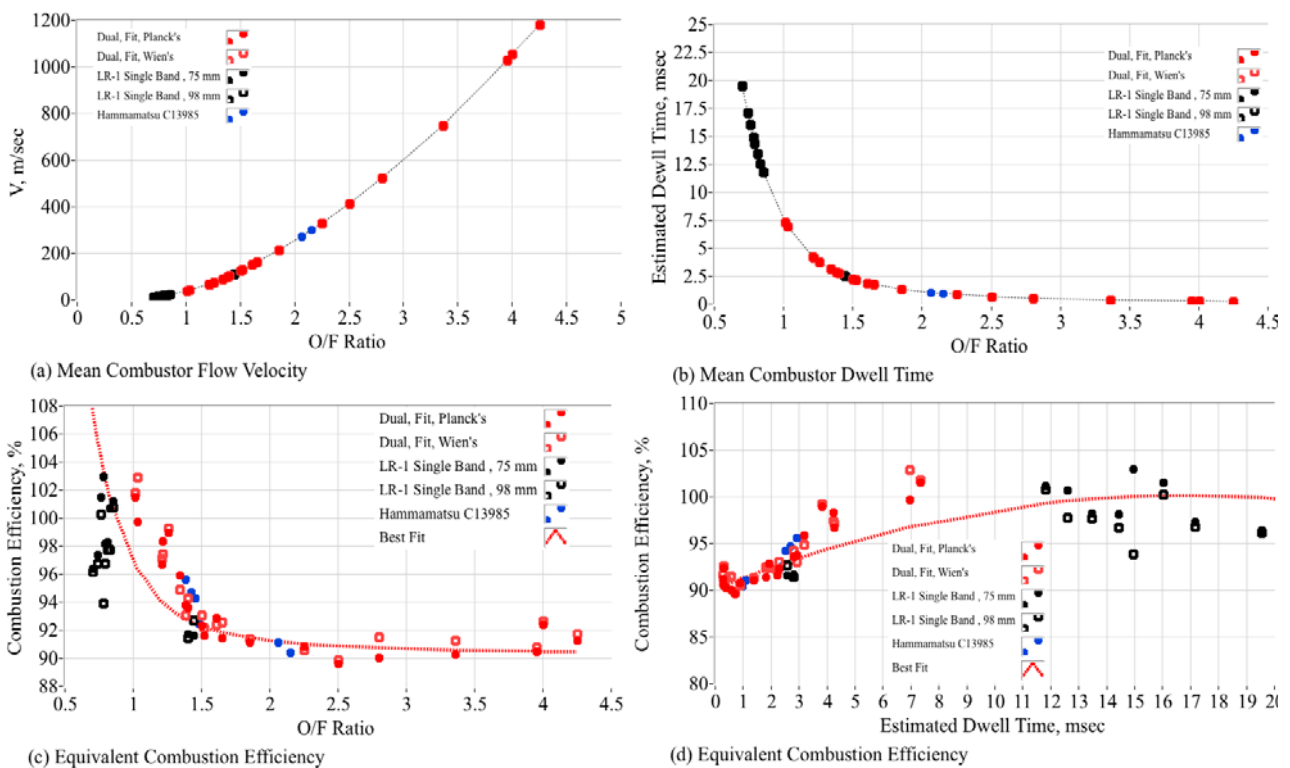 1200
1000
800
600
400
200
0
V, m/sec
Dual, Fit, Planck's
Dual, Fit, Wien's
LR-1 Single Band , 75 mm
LR-1 Single Band , 98 mm
Hammamatsu C13985
0 0.5 1 1.5 2 2.5 3 3.5 4 4.5 5
O/F Ratio
(a) Mean Combustor Flow Velocity
25
22.5
20
17.5
15
12.5
10
7.5
5
2.5
0
Estimated Dewll Time, msec
Dual, Fit, Planck's
Dual, Fit, Wien's
LR-1 Single Band , 75 mm
LR-1 Single Band , 98 mm
Hammamatsu C13985
0.5 1 1.5 2 2.5 3 3.5 4 4.5
O/F Ratio
(b) Mean Combustor Dwell Time
108
106
104
102
100
98
96
94
92
90
88
Combustion Efficiency, %
Dual, Fit, Planck's
Dual, Fit, Wien's
LR-1 Single Band , 75 mm
LR-1 Single Band , 98 mm
Hammamatsu C13985
Best Fit
0.5 1 1.5 2 2.5 3 3.5 4 4.5
O/F Ratio
(c) Equivalent Combustion Efficiency
110
105
100
95
90
85
80
Combustion Efficiency, %
Dual, Fit, Planck's
Dual, Fit, Wien's
LR-1 Single Band , 75 mm
LR-1 Single Band , 98 mm
Hammamatsu C13985
Best Fit
0 1 2 3 4 5 6 7 8 9 10 11 12 13 14 15 16 17 18 19 20
Estimated Dwell Time, msec
(d) Equivalent Combustion Efficiency